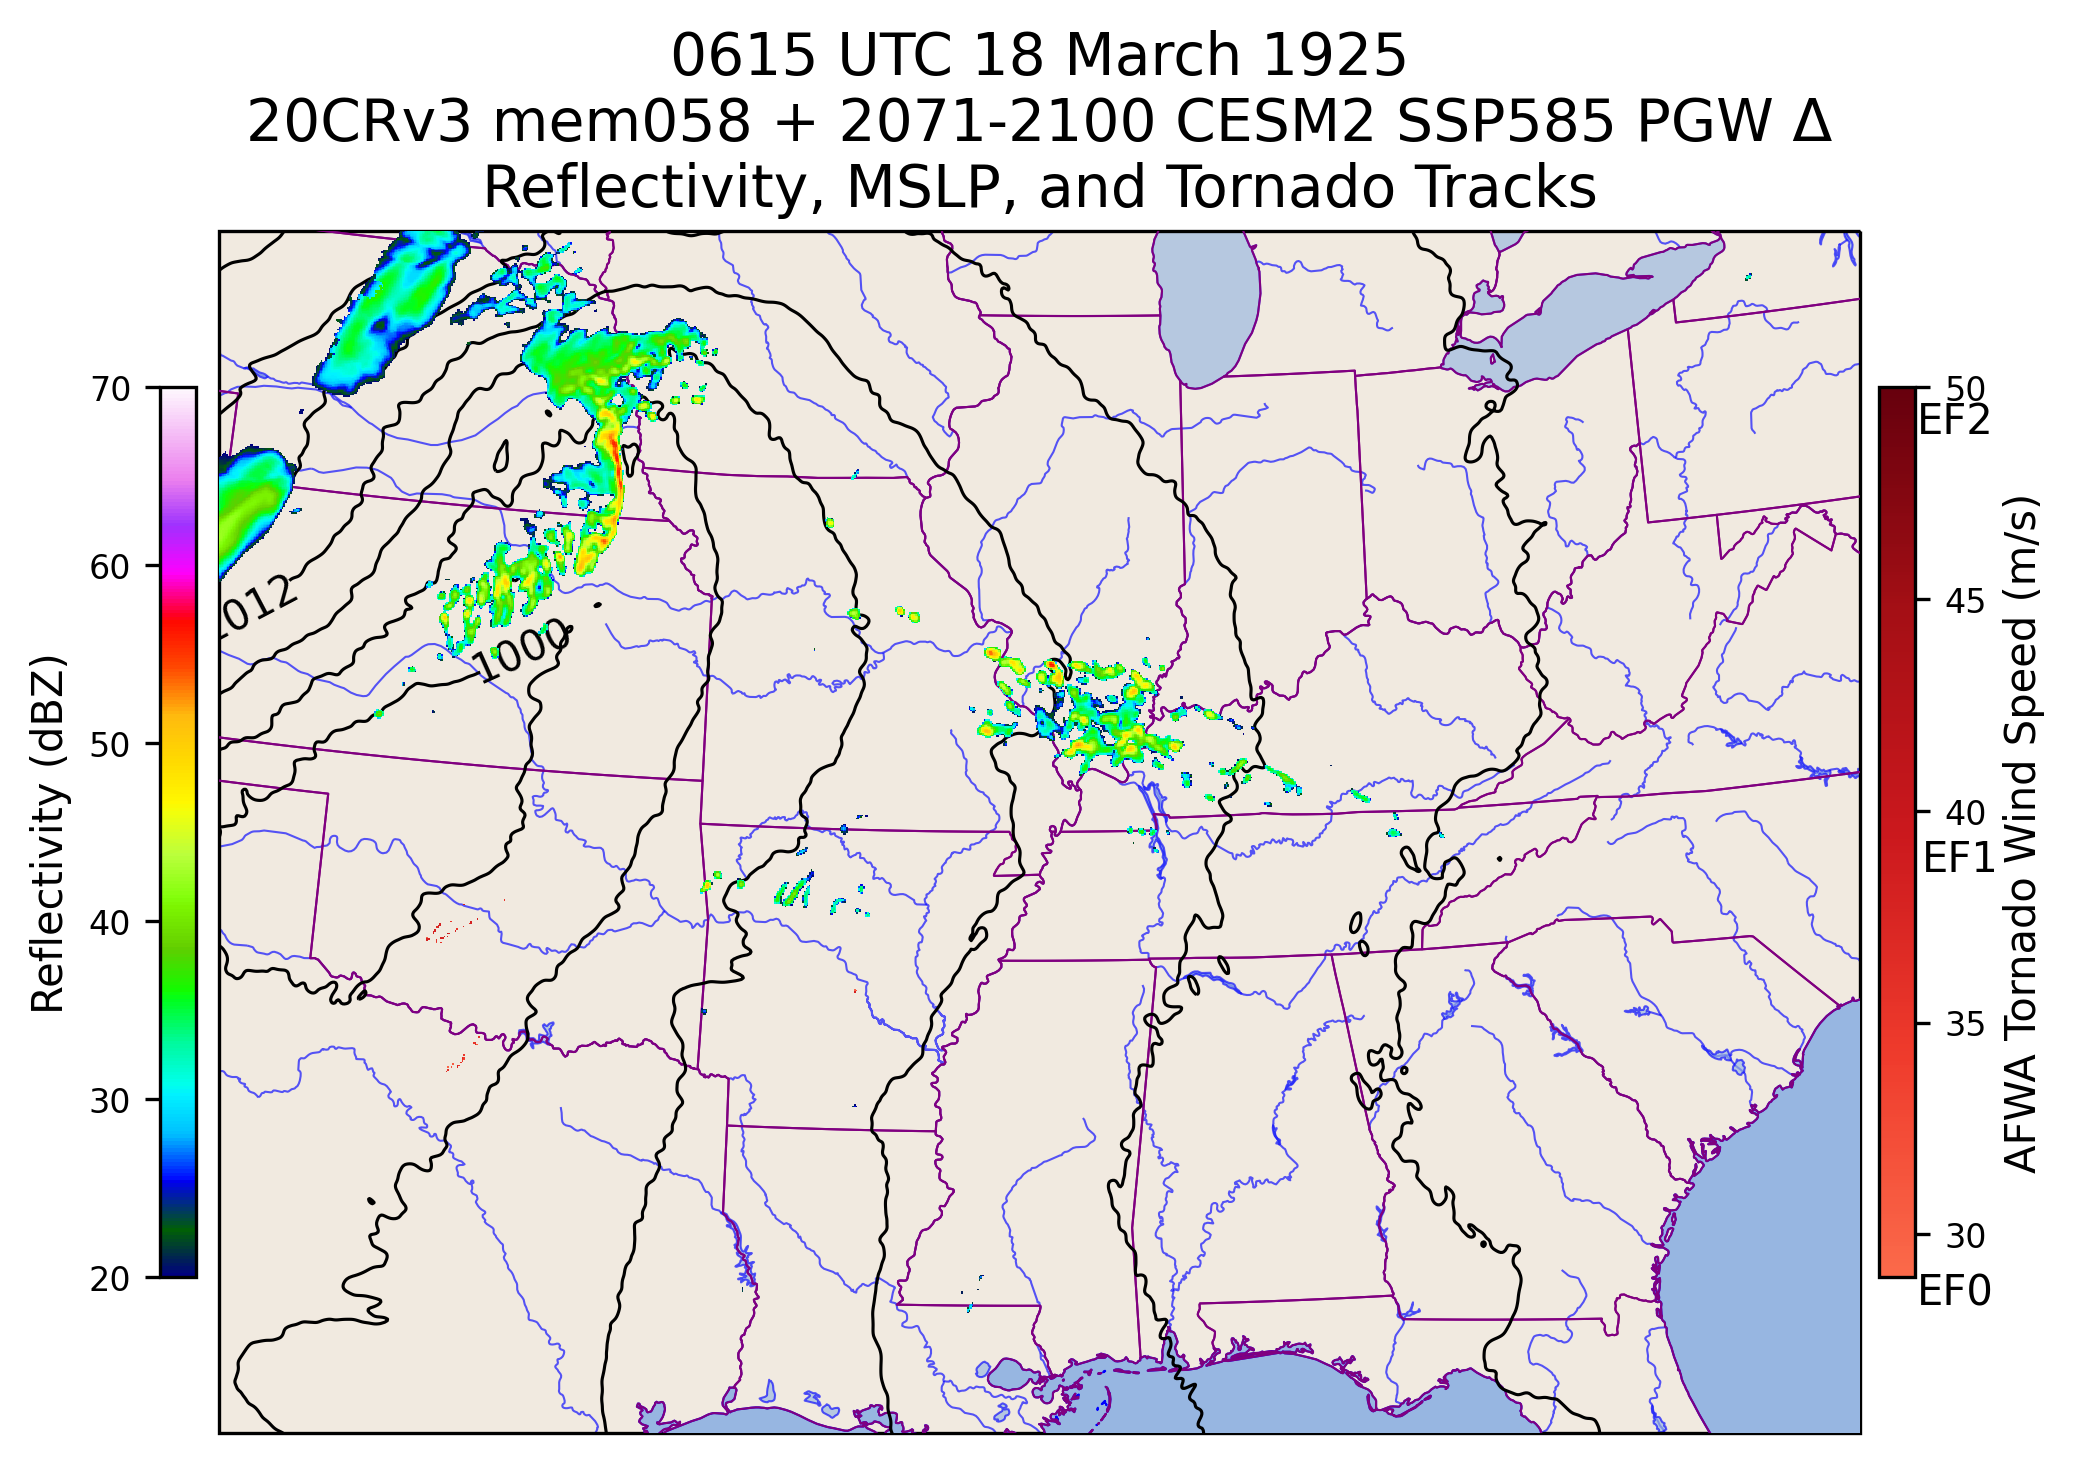 0615 UTC 18 March 1925
20CRv3 mem058 + 2071-2100 CESM2 SSP585 PGW Δ
Reflectivity, MSLP, and Tornado Tracks
Reflectivity (dBZ)
70
60
50
40
30
20
1012
1000
50
EF2
45
40
EF1
35
30
EF0
AFWA Tornado Wind Speed (m/s)